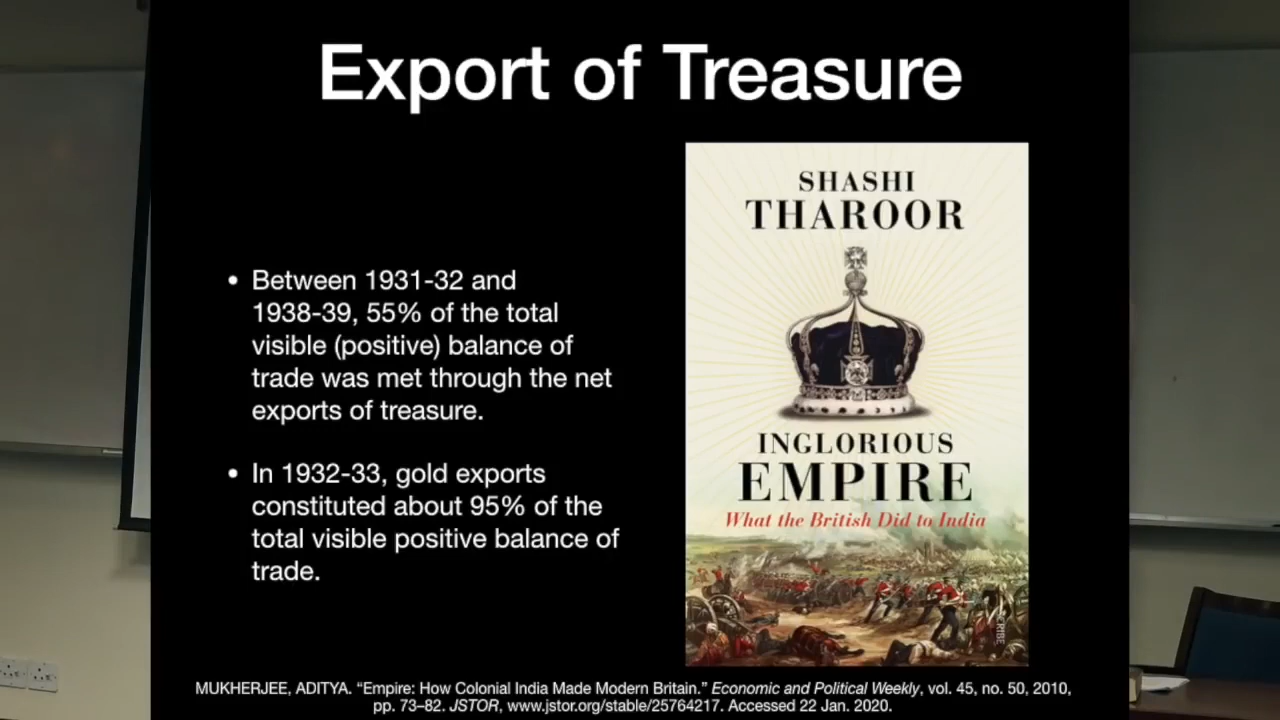 Export of Treasure
• Between 1931-32 and
1938-39, 55% of the total
visible (positive) balance of
trade was met through the net
exports of treasure.
• In 1932-33, gold exports
constituted about 95% of the
total visible positive balance of
trade.
SHASHI
THAROOR
INGLORIOUS
EMPIRE
What the British Did to India
MUKHERJEE, ADITYA. “Empire: How Colonial India Made Modern Britain.” Economic and Political Weekly, vol. 45, no. 50, 2010,
pp. 73–82. JSTOR, www.jstor.org/stable/25764217. Accessed 22 Jan. 2020.